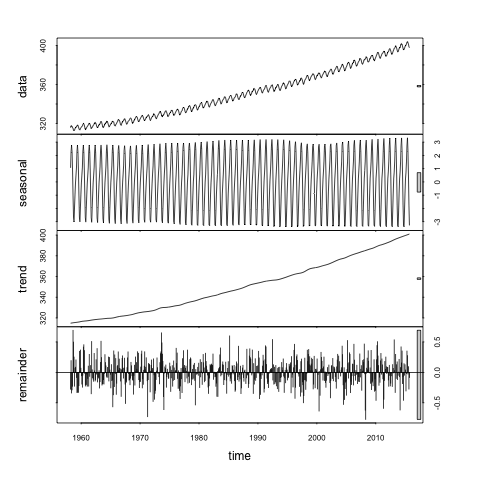 data
320 360 400
seasonal
-3 -1 0 1 2 3
trend
320 340 360 380 400
remainder
-0.5 0.0 0.5
1960 1970 1980 1990 2000 2010
time